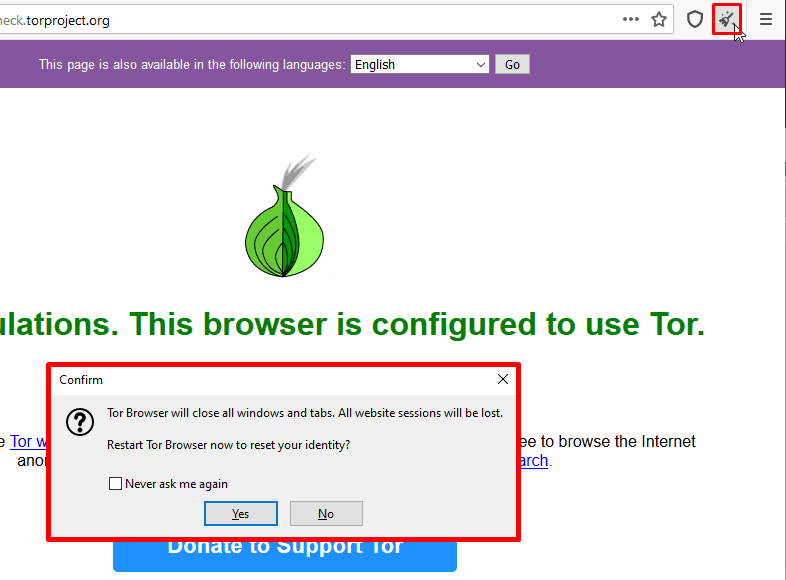 heck.torproject.org
This page is also available in the following languages: English Go
ulations. This browser is configured to use Tor.
Confirm
Tor Browser will close all windows and tabs. All website sessions will be lost.
Restart Tor Browser now to reset your identity?
Never ask me again
Yes No
e Tor w ee to browse the Internet
anon arch.
Donate to Support Tor